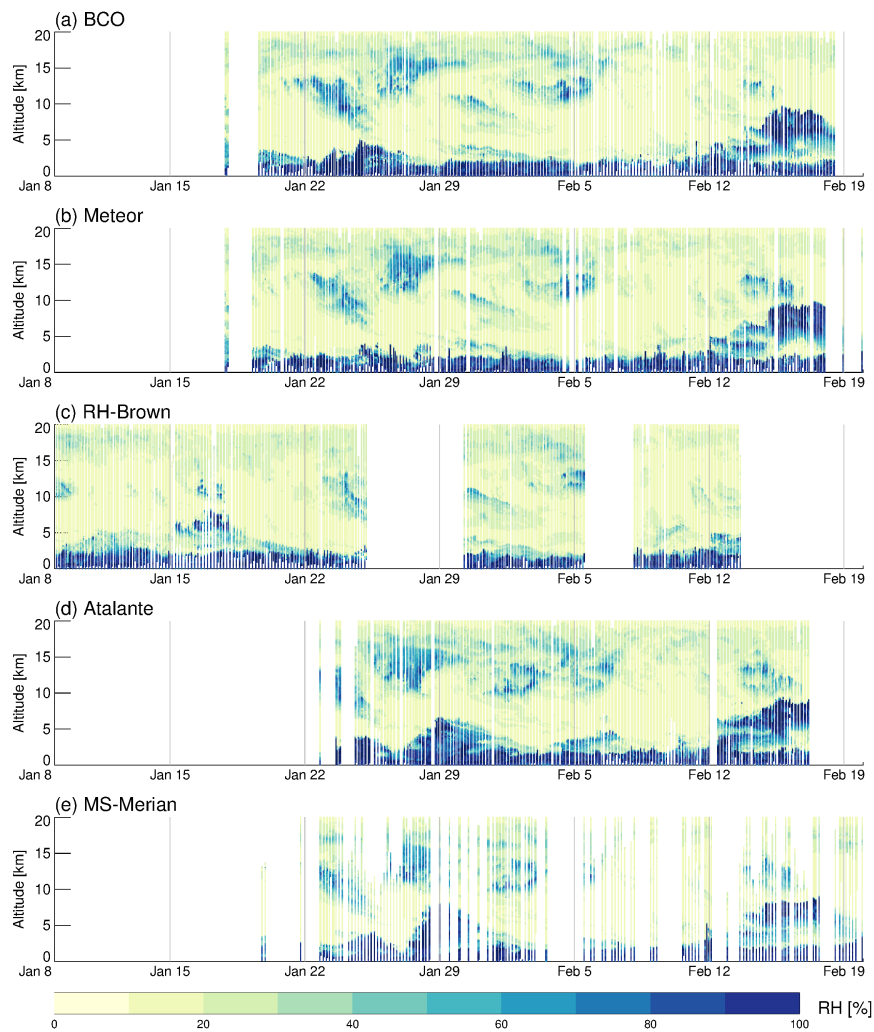 (a) BCO
Altitude [km]
20
15
10
5
0
Jan 8 Jan 15 Jan 22 Jan 29 Feb 5 Feb 12 Feb 19
(b) Meteor
Altitude [km]
20
15
10
5
0
Jan 8 Jan 15 Jan 22 Jan 29 Feb 5 Feb 12 Feb 19
(c) RH-Brown
Altitude [km]
20
15
10
5
0
Jan 8 Jan 15 Jan 22 Jan 29 Feb 5 Feb 12 Feb 19
(d) Atalante
Altitude [km]
20
15
10
5
0
Jan 8 Jan 15 Jan 22 Jan 29 Feb 5 Feb 12 Feb 19
(e) MS-Merian
Altitude [km]
20
15
10
5
0
Jan 8 Jan 15 Jan 22 Jan 29 Feb 5 Feb 12 Feb 19
0 20 40 60 80 100 RH [%]